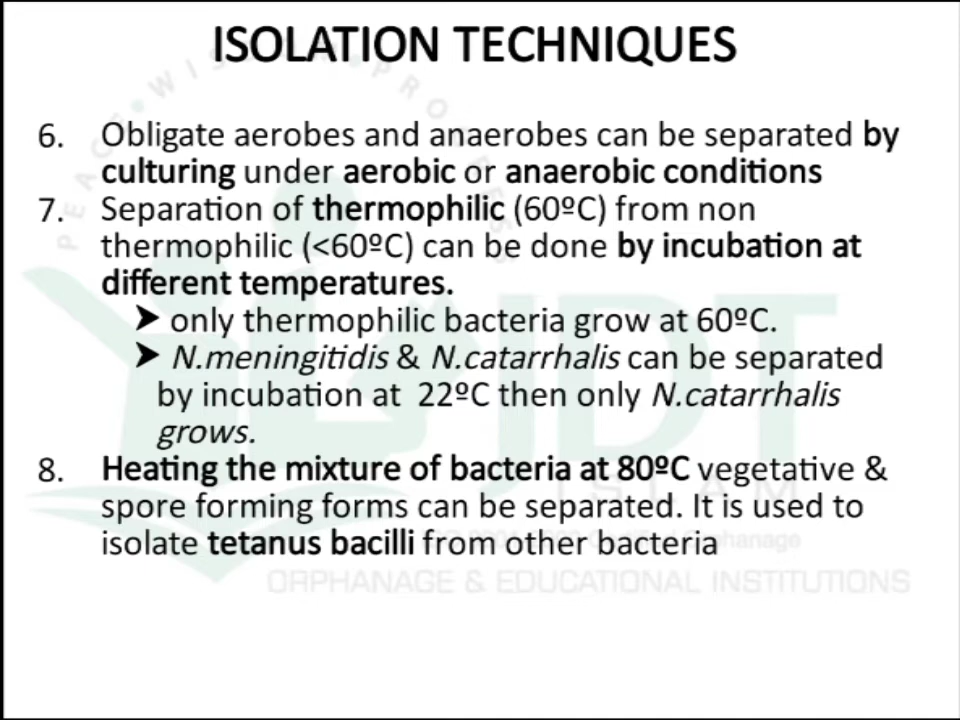 ISOLATION TECHNIQUES
6. Obligate aerobes and anaerobes can be separated by
culturing under aerobic or anaerobic conditions
7. Separation of thermophilic (60ºC) from non
thermophilic (<60ºC) can be done by incubation at
different temperatures.
➤ only thermophilic bacteria grow at 60ºC.
➤ N.meningitidis & N.catarrhalis can be separated
by incubation at 22ºC then only N.catarrhalis
grows.
8. Heating the mixture of bacteria at 80ºC vegetative &
spore forming forms can be separated. It is used to
isolate tetanus bacilli from other bacteria
JDT
ISLAM
ORPHANAGE & EDUCATIONAL INSTITUTIONS